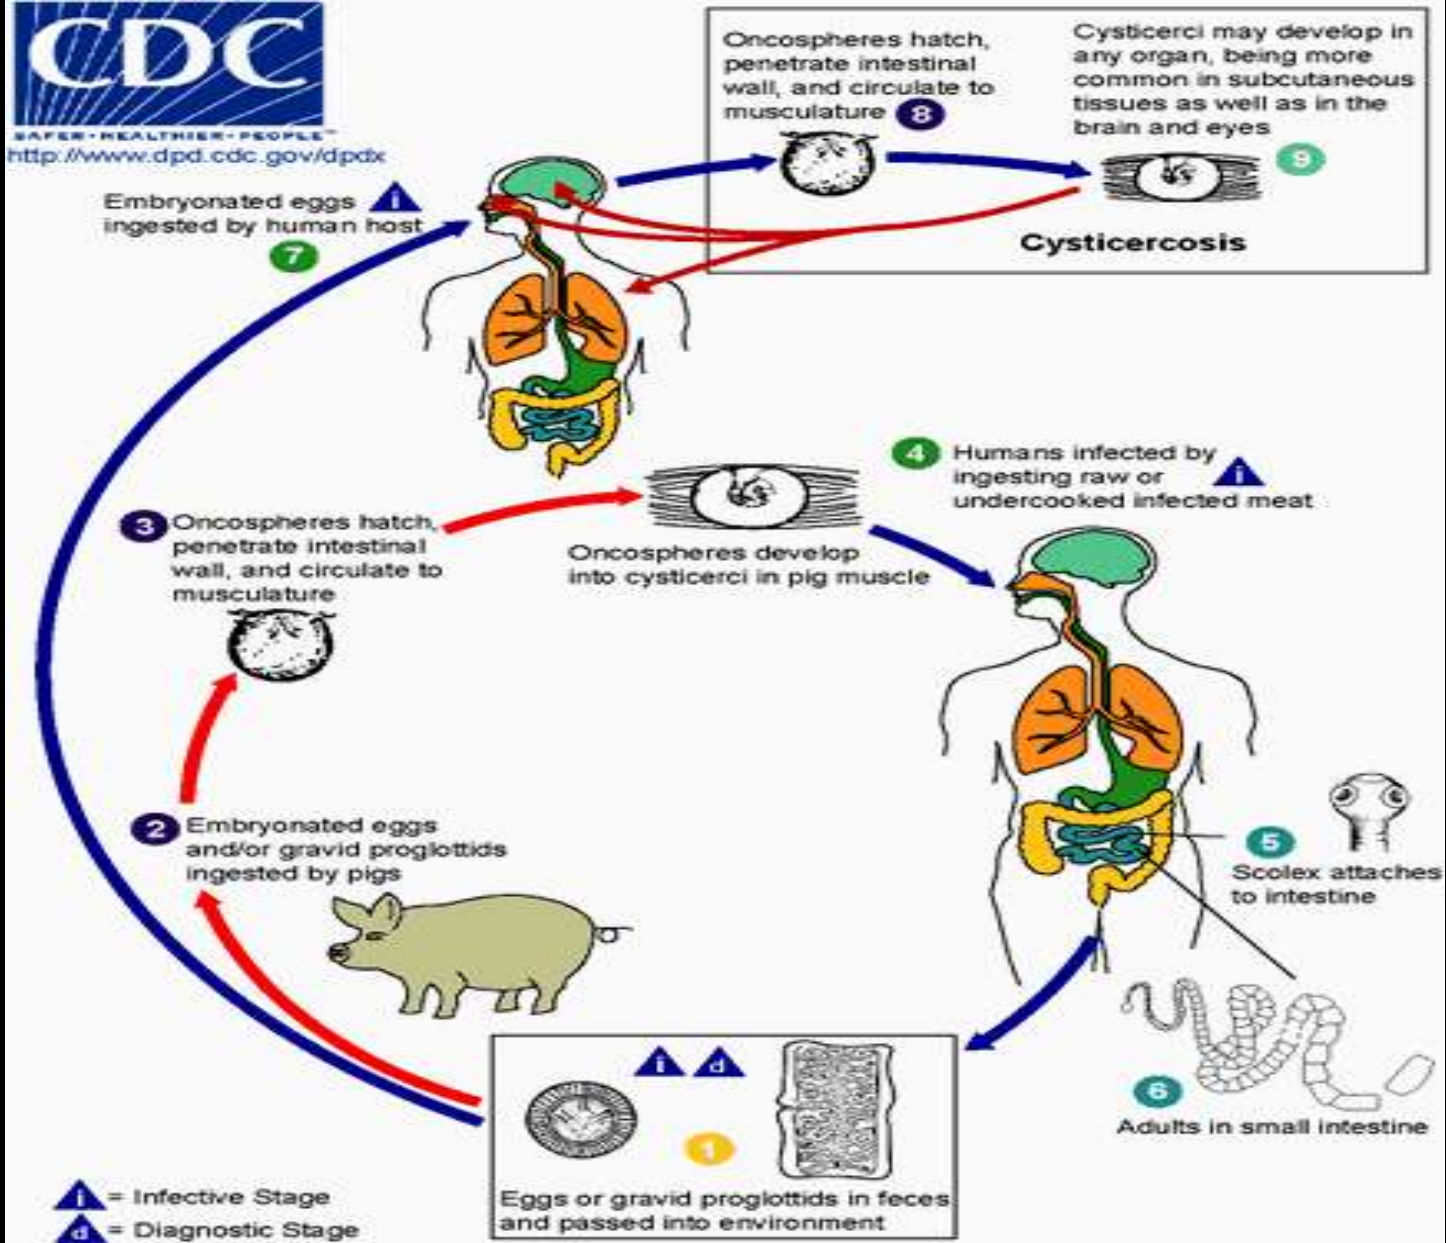 CDC
SAFER • HEALTHIER • PEOPLE™
http://www.dpd.cdc.gov/dpdx
Oncospheres hatch,
penetrate intestinal
wall, and circulate to
musculature 8
Cysticerci may develop in
any organ, being more
common in subcutaneous
tissues as well as in the
brain and eyes
9
Cysticercosis
Embryonated eggs i
ingested by human host
7
4 Humans infected by
ingesting raw or i
undercooked infected meat
3 Oncospheres hatch,
penetrate intestinal
wall, and circulate to
musculature
Oncospheres develop
into cysticerci in pig muscle
2 Embryonated eggs
and/or gravid proglottids
ingested by pigs
5
Scolex attaches
to intestine
6
Adults in small intestine
i d
1
Eggs or gravid proglottids in feces
and passed into environment
i = Infective Stage
d = Diagnostic Stage